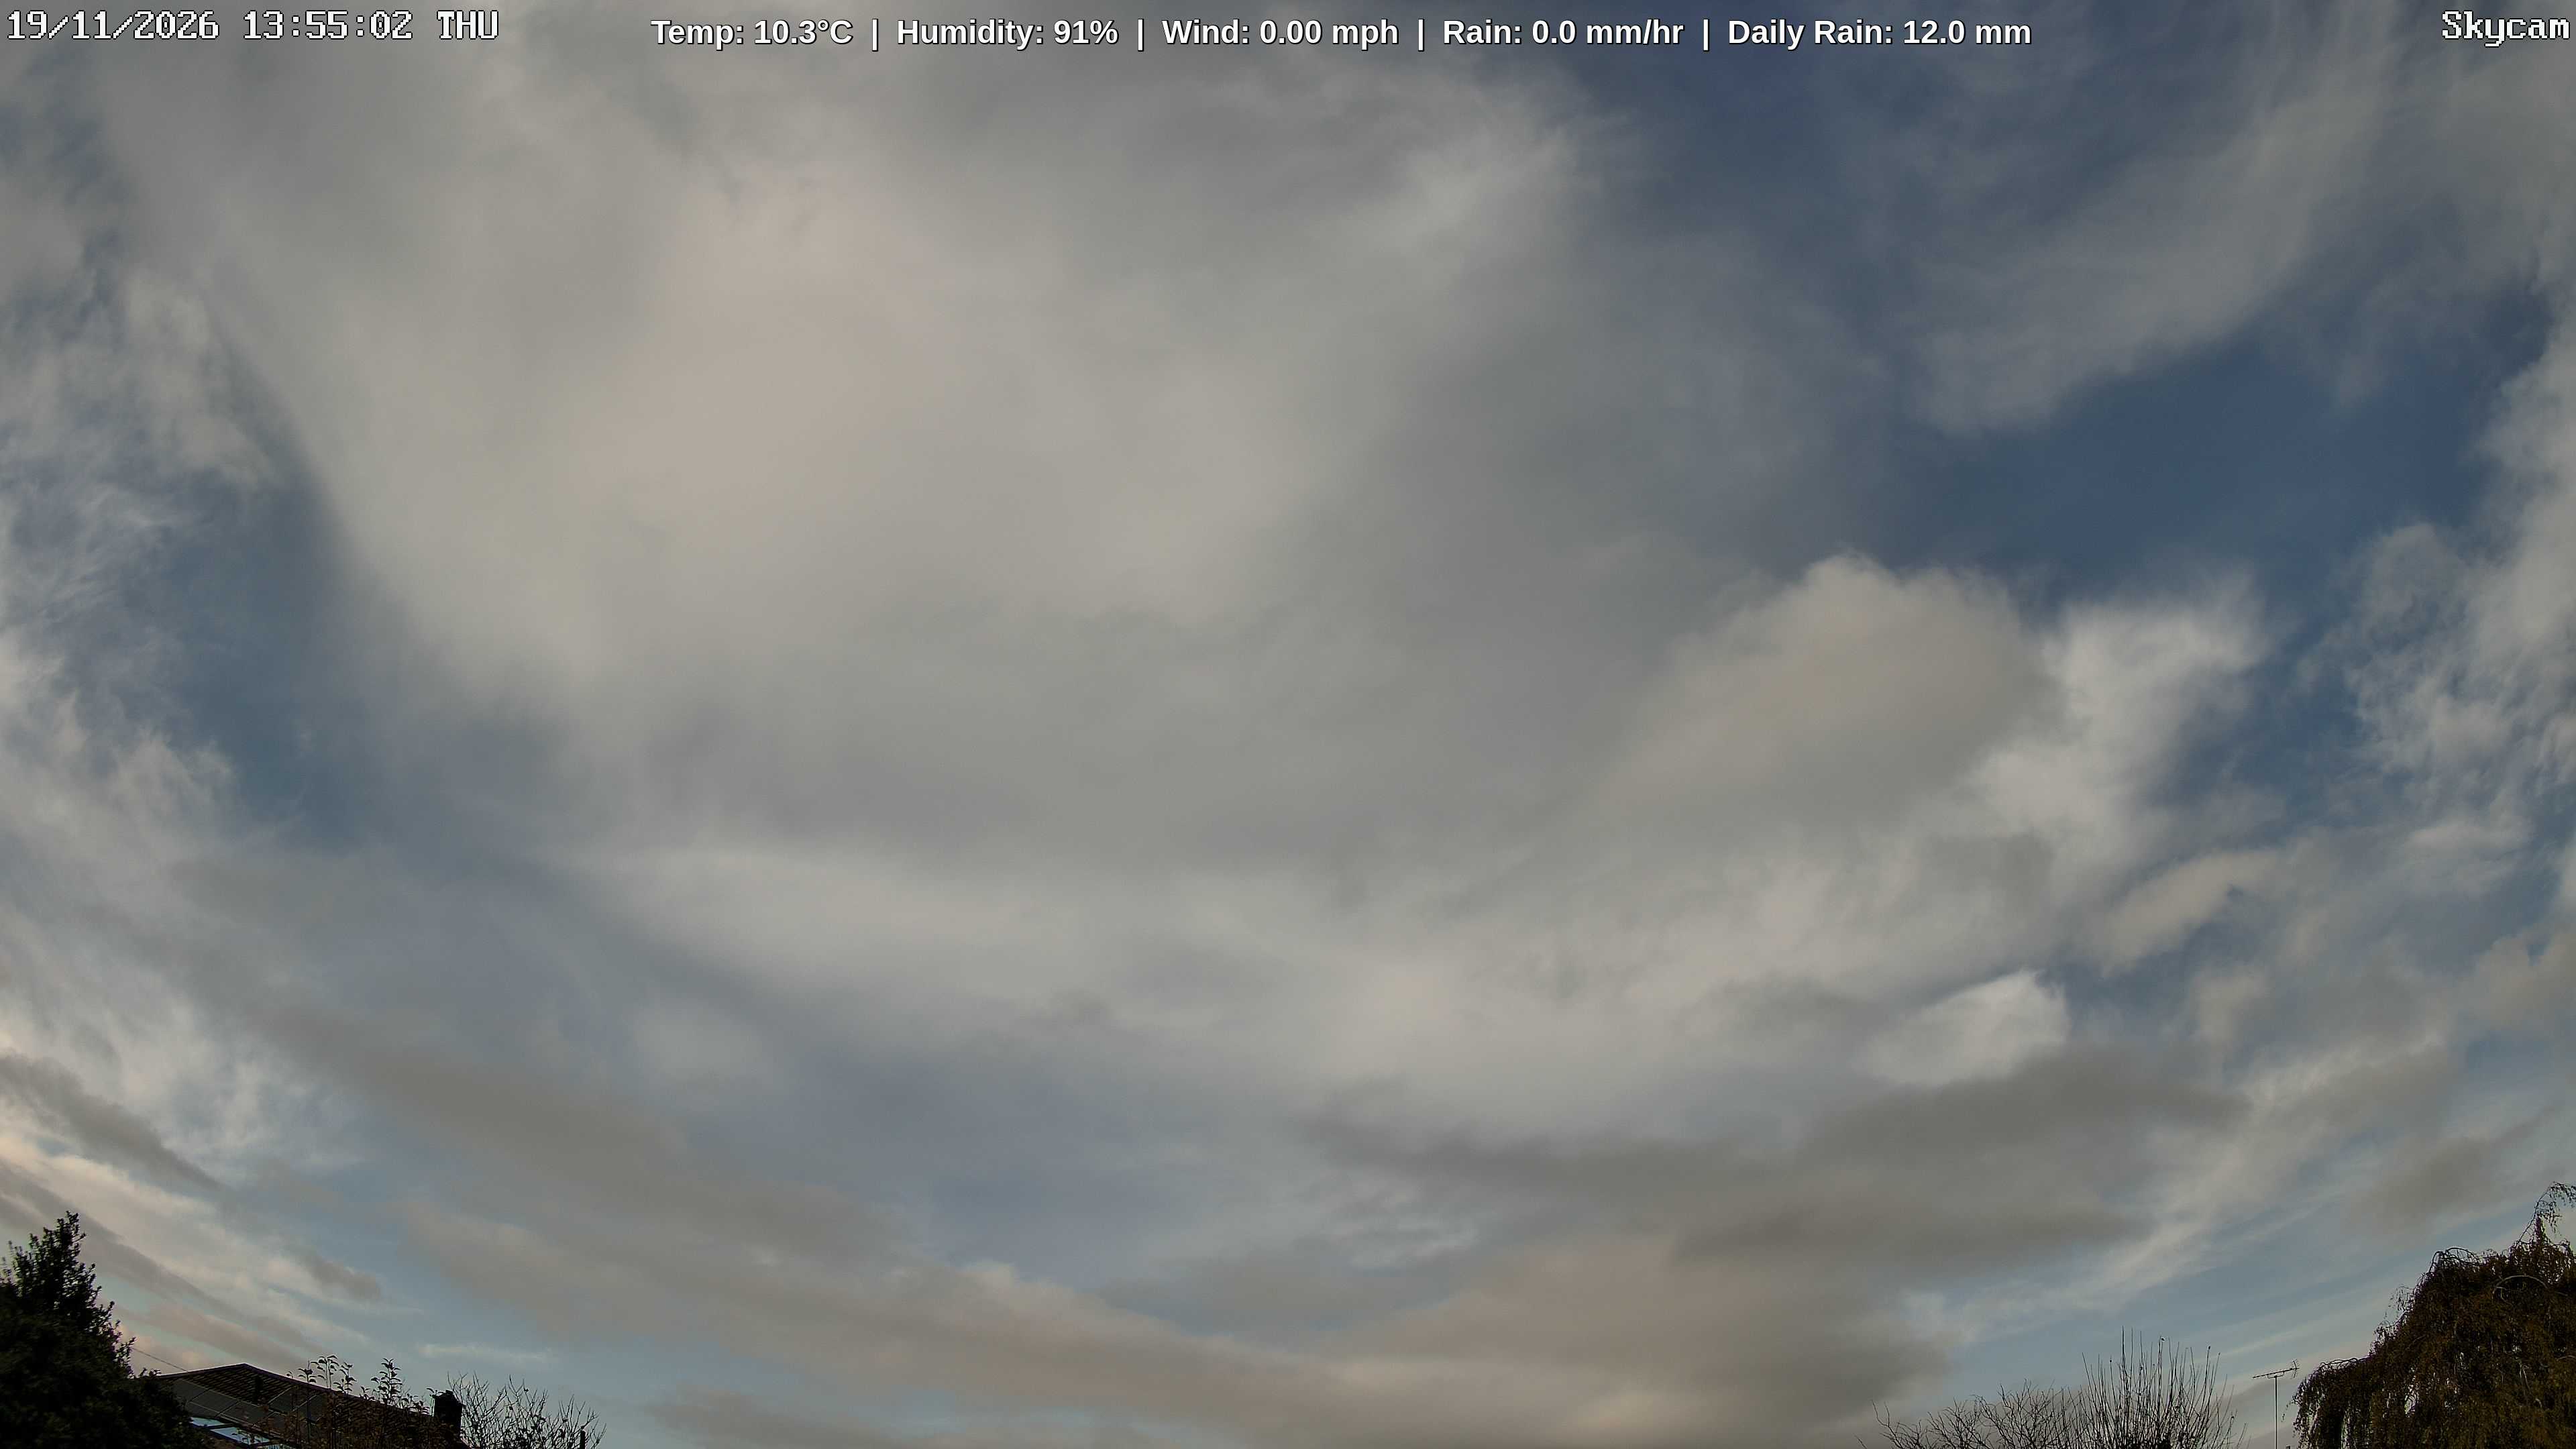 19/11/2026 13:55:02 THU
Temp: 10.3°C | Humidity: 91% | Wind: 0.00 mph | Rain: 0.0 mm/hr | Daily Rain: 12.0 mm
Skycam